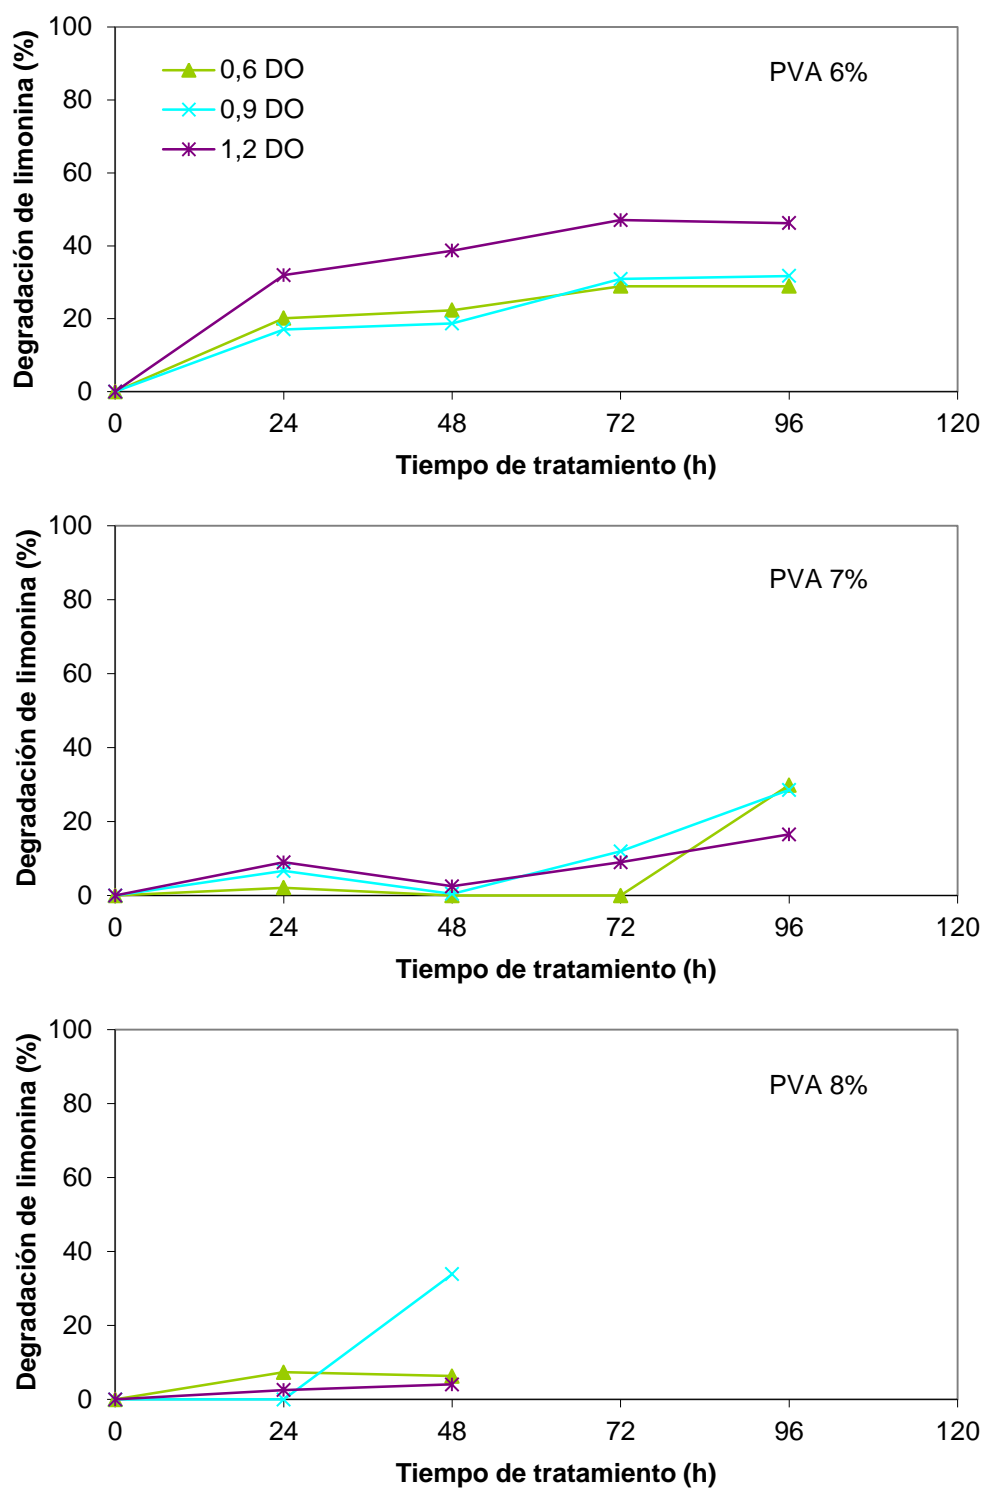 Degradación de limonina (%)
100
80
60
40
20
0
0,6 DO
0,9 DO
1,2 DO
PVA 6%
0 24 48 72 96 120
Tiempo de tratamiento (h)
Degradación de limonina (%)
100
80
60
40
20
0
PVA 7%
0 24 48 72 96 120
Tiempo de tratamiento (h)
Degradación de limonina (%)
100
80
60
40
20
0
PVA 8%
0 24 48 72 96 120
Tiempo de tratamiento (h)